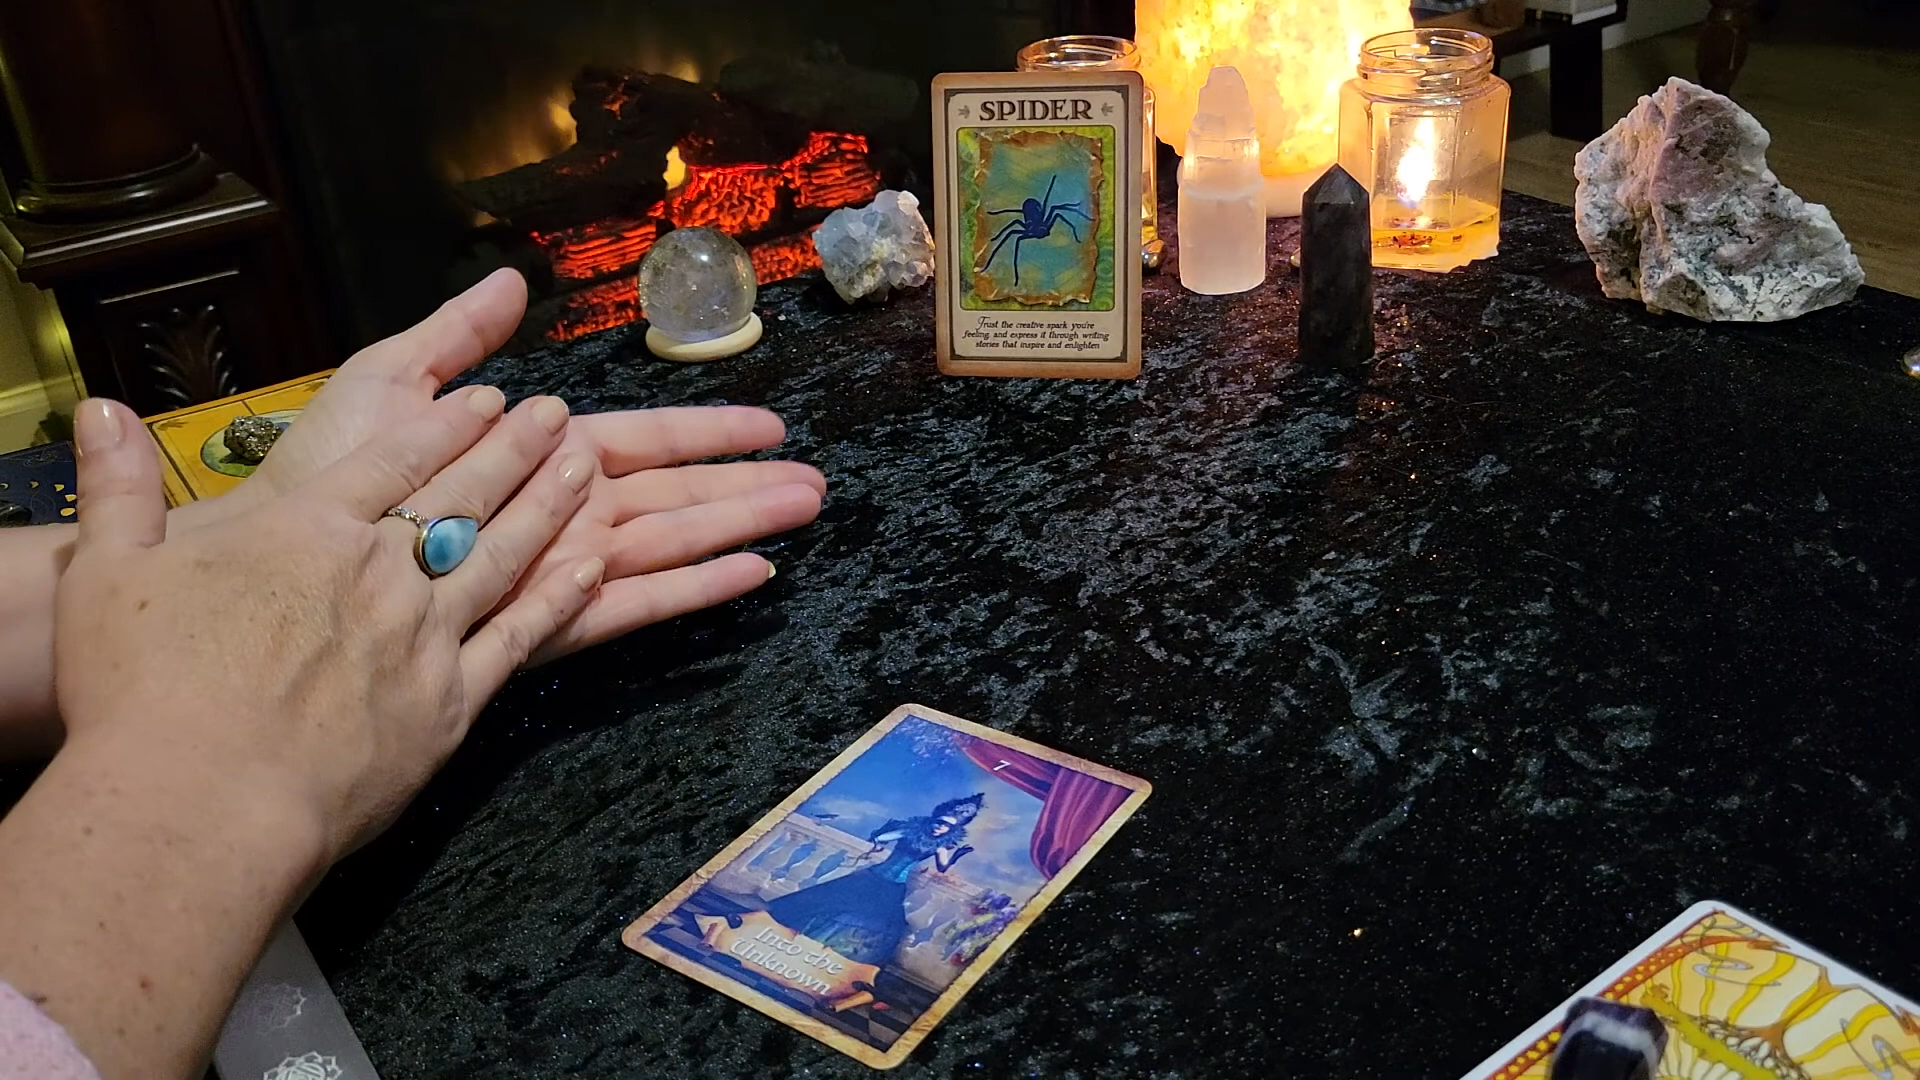 SPIDER
Trust the creative spark you're
feeling, and express it through writing
stories that inspire and enlighten
7
Into the
Unknown